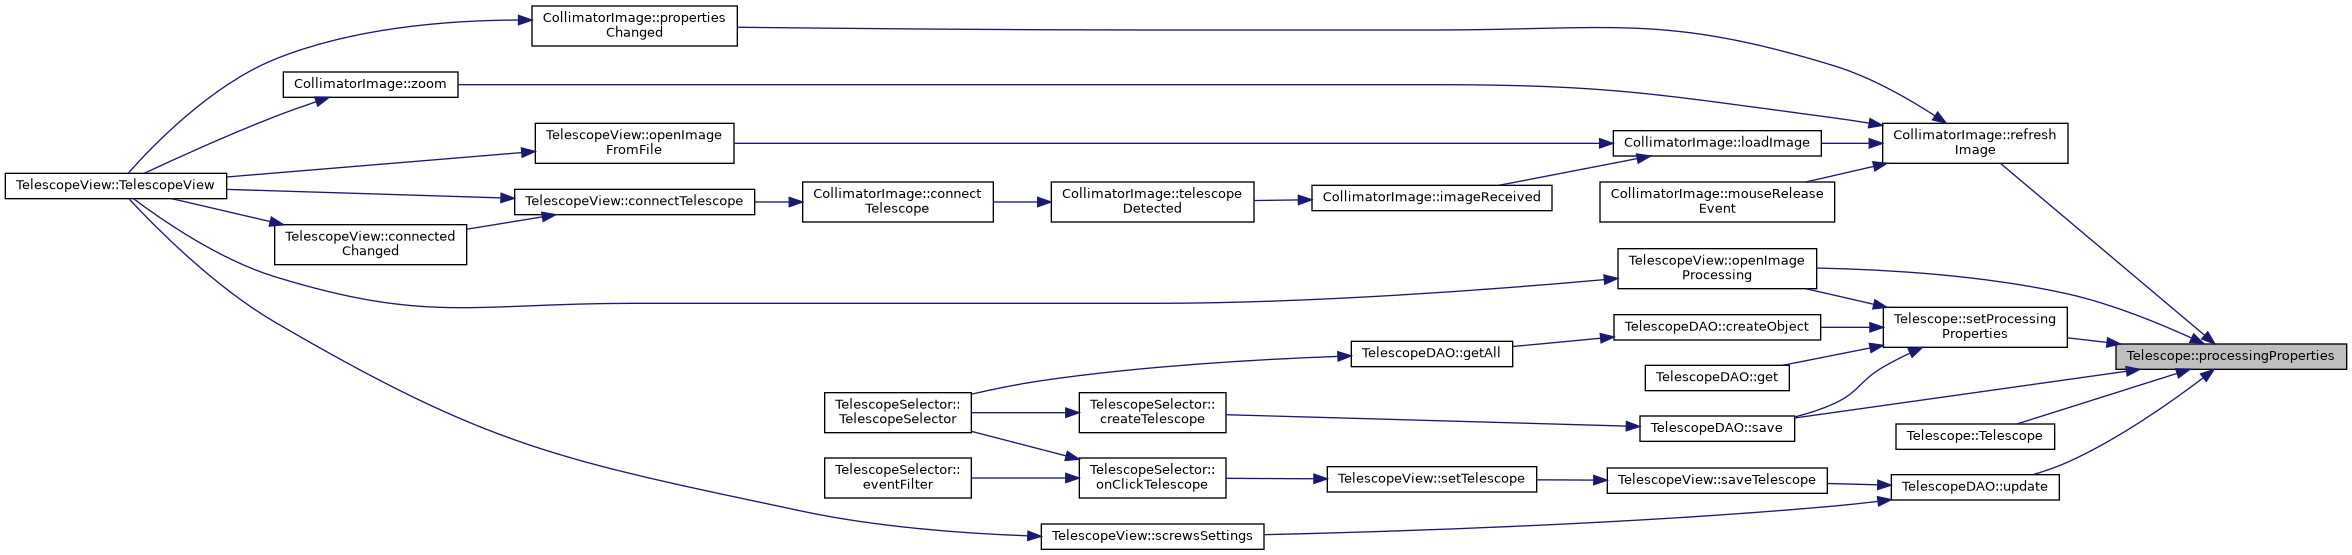 CollimatorImage::properties
Changed
CollimatorImage::zoom
TelescopeView::openImage
FromFile
CollimatorImage::loadImage
CollimatorImage::refresh
Image
TelescopeView::TelescopeView
TelescopeView::connectTelescope
CollimatorImage::connect
Telescope
CollimatorImage::telescope
Detected
CollimatorImage::imageReceived
CollimatorImage::mouseRelease
Event
TelescopeView::connected
Changed
TelescopeView::openImage
Processing
TelescopeDAO::createObject
Telescope::setProcessing
Properties
TelescopeDAO::getAll
Telescope::processingProperties
TelescopeDAO::get
TelescopeSelector::
TelescopeSelector
TelescopeSelector::
createTelescope
TelescopeDAO::save
Telescope::Telescope
TelescopeSelector::
eventFilter
TelescopeSelector::
onClickTelescope
TelescopeView::setTelescope
TelescopeView::saveTelescope
TelescopeDAO::update
TelescopeView::screwsSettings